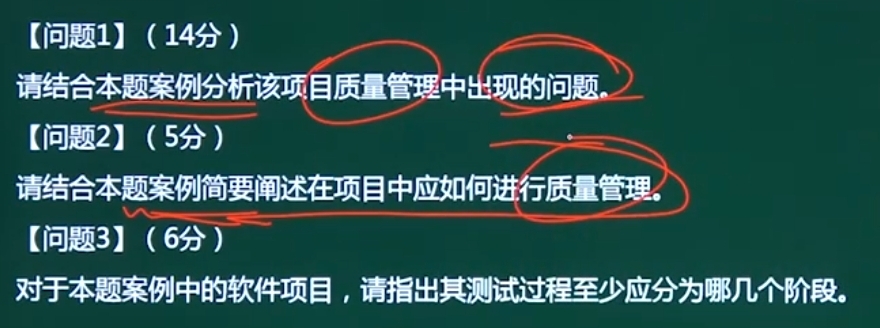 【问题1】（14分）
请结合本题案例分析该项目质量管理中出现的问题。
【问题2】（5分）
请结合本题案例简要阐述在项目中应如何进行质量管理。
【问题3】（6分）
对于本题案例中的软件项目，请指出其测试过程至少应分为哪几个阶段。